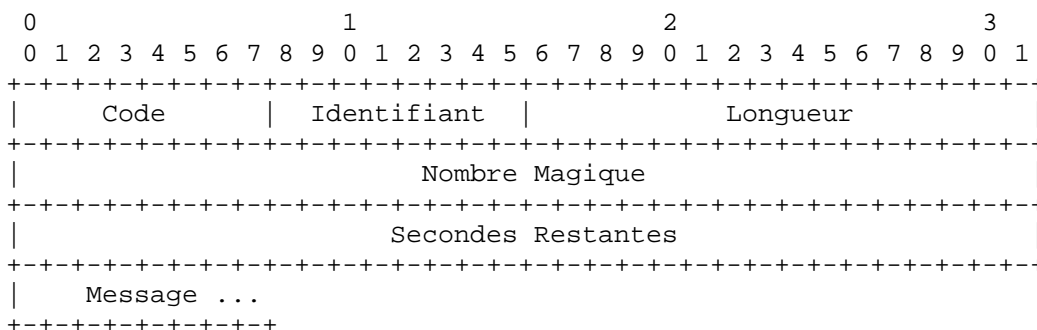 0                   1                   2                   3
 0 1 2 3 4 5 6 7 8 9 0 1 2 3 4 5 6 7 8 9 0 1 2 3 4 5 6 7 8 9 0 1
+-+-+-+-+-+-+-+-+-+-+-+-+-+-+-+-+-+-+-+-+-+-+-+-+-+-+-+-+-+-+-+--
|     Code      |  Identifiant  |            Longueur           |
+-+-+-+-+-+-+-+-+-+-+-+-+-+-+-+-+-+-+-+-+-+-+-+-+-+-+-+-+-+-+-+--
|                         Nombre Magique                        |
+-+-+-+-+-+-+-+-+-+-+-+-+-+-+-+-+-+-+-+-+-+-+-+-+-+-+-+-+-+-+-+--
|                       Secondes Restantes                      |
+-+-+-+-+-+-+-+-+-+-+-+-+-+-+-+-+-+-+-+-+-+-+-+-+-+-+-+-+-+-+-+--
|    Message ...
+-+-+-+-+-+-+-+-+